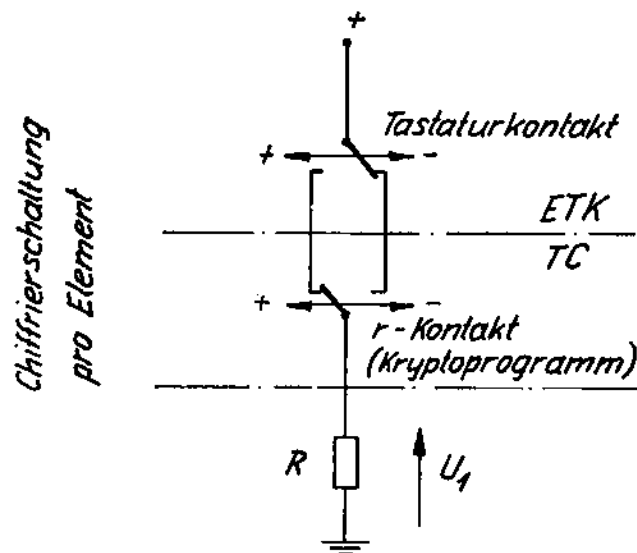 +
Tastaturkontakt
+ -
ETK
TC
+ -
r-Kontakt
(Kryptoprogramm)
R
U1
Chiffrierschaltung
pro Element